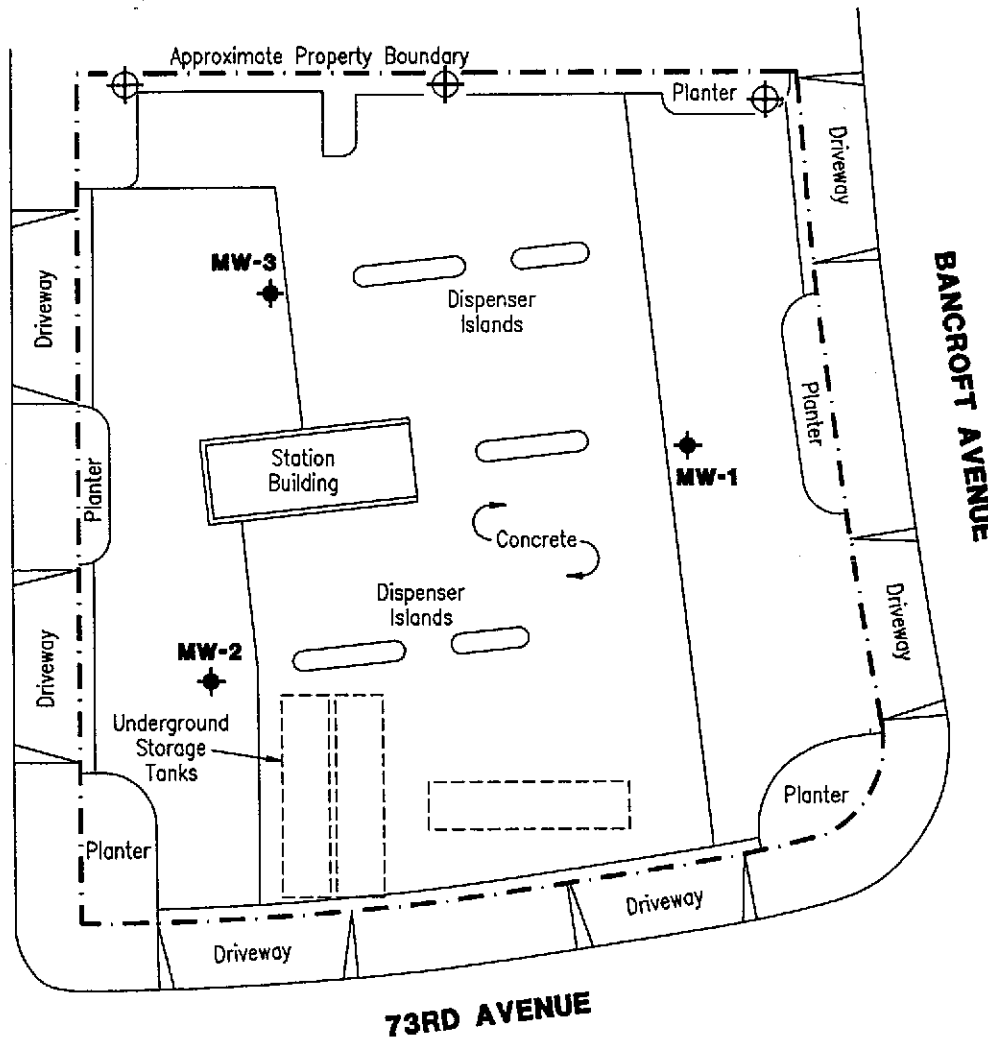 Approximate Property Boundary
Planter
Driveway
MW-3
Dispenser
Islands
Driveway
BANCROFT AVENUE
Planter
Station
Building
MW-1
Planter
Concrete
Dispenser
Islands
Driveway
MW-2
Driveway
Underground
Storage
Tanks
Planter
Planter
Driveway
Driveway
73RD AVENUE